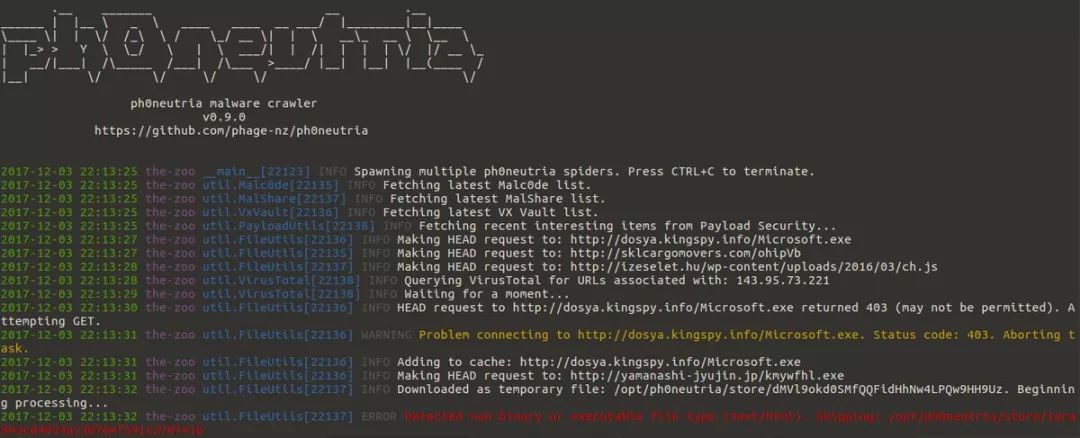 ph0neutria
ph0neutria malware crawler
v0.9.0
https://github.com/phage-nz/ph0neutria
2017-12-03 22:13:25 the-zoo __main__[22123] INFO Spawning multiple ph0neutria spiders. Press CTRL+C to terminate.
2017-12-03 22:13:25 the-zoo util.Malc0de[22135] INFO Fetching latest Malc0de list.
2017-12-03 22:13:25 the-zoo util.MalShare[22137] INFO Fetching latest MalShare list.
2017-12-03 22:13:25 the-zoo util.VxVault[22136] INFO Fetching latest VX Vault list.
2017-12-03 22:13:25 the-zoo util.PayloadUtils[22138] INFO Fetching recent interesting items from Payload Security...
2017-12-03 22:13:27 the-zoo util.FileUtils[22136] INFO Making HEAD request to: http://dosya.kingspy.info/Microsoft.exe
2017-12-03 22:13:27 the-zoo util.FileUtils[22135] INFO Making HEAD request to: http://sklcargomovers.com/ohipVb
2017-12-03 22:13:28 the-zoo util.FileUtils[22137] INFO Making HEAD request to: http://izeselet.hu/wp-content/uploads/2016/03/ch.js
2017-12-03 22:13:28 the-zoo util.VirusTotal[22138] INFO Querying VirusTotal for URLs associated with: 143.95.73.221
2017-12-03 22:13:29 the-zoo util.VirusTotal[22138] INFO Waiting for a moment...
2017-12-03 22:13:30 the-zoo util.FileUtils[22136] INFO HEAD request to http://dosya.kingspy.info/Microsoft.exe returned 403 (may not be permitted). A
ttempting GET.
2017-12-03 22:13:31 the-zoo util.FileUtils[22136] WARNING Problem connecting to http://dosya.kingspy.info/Microsoft.exe. Status code: 403. Aborting t
ask.
2017-12-03 22:13:31 the-zoo util.FileUtils[22136] INFO Adding to cache: http://dosya.kingspy.info/Microsoft.exe
2017-12-03 22:13:32 the-zoo util.FileUtils[22136] INFO Making HEAD request to: http://yamanashi-jyujin.jp/kmywfhl.exe
2017-12-03 22:13:32 the-zoo util.FileUtils[22137] INFO Downloaded as temporary file: /opt/ph0neutria/store/dMVl9okd0SMfQQFidHhNw4LPQw9HH9Uz. Beginnin
g processing...
2017-12-03 22:13:32 the-zoo util.FileUtils[22137] ERROR Detected non-binary or executable file type (text/html). Skipping: